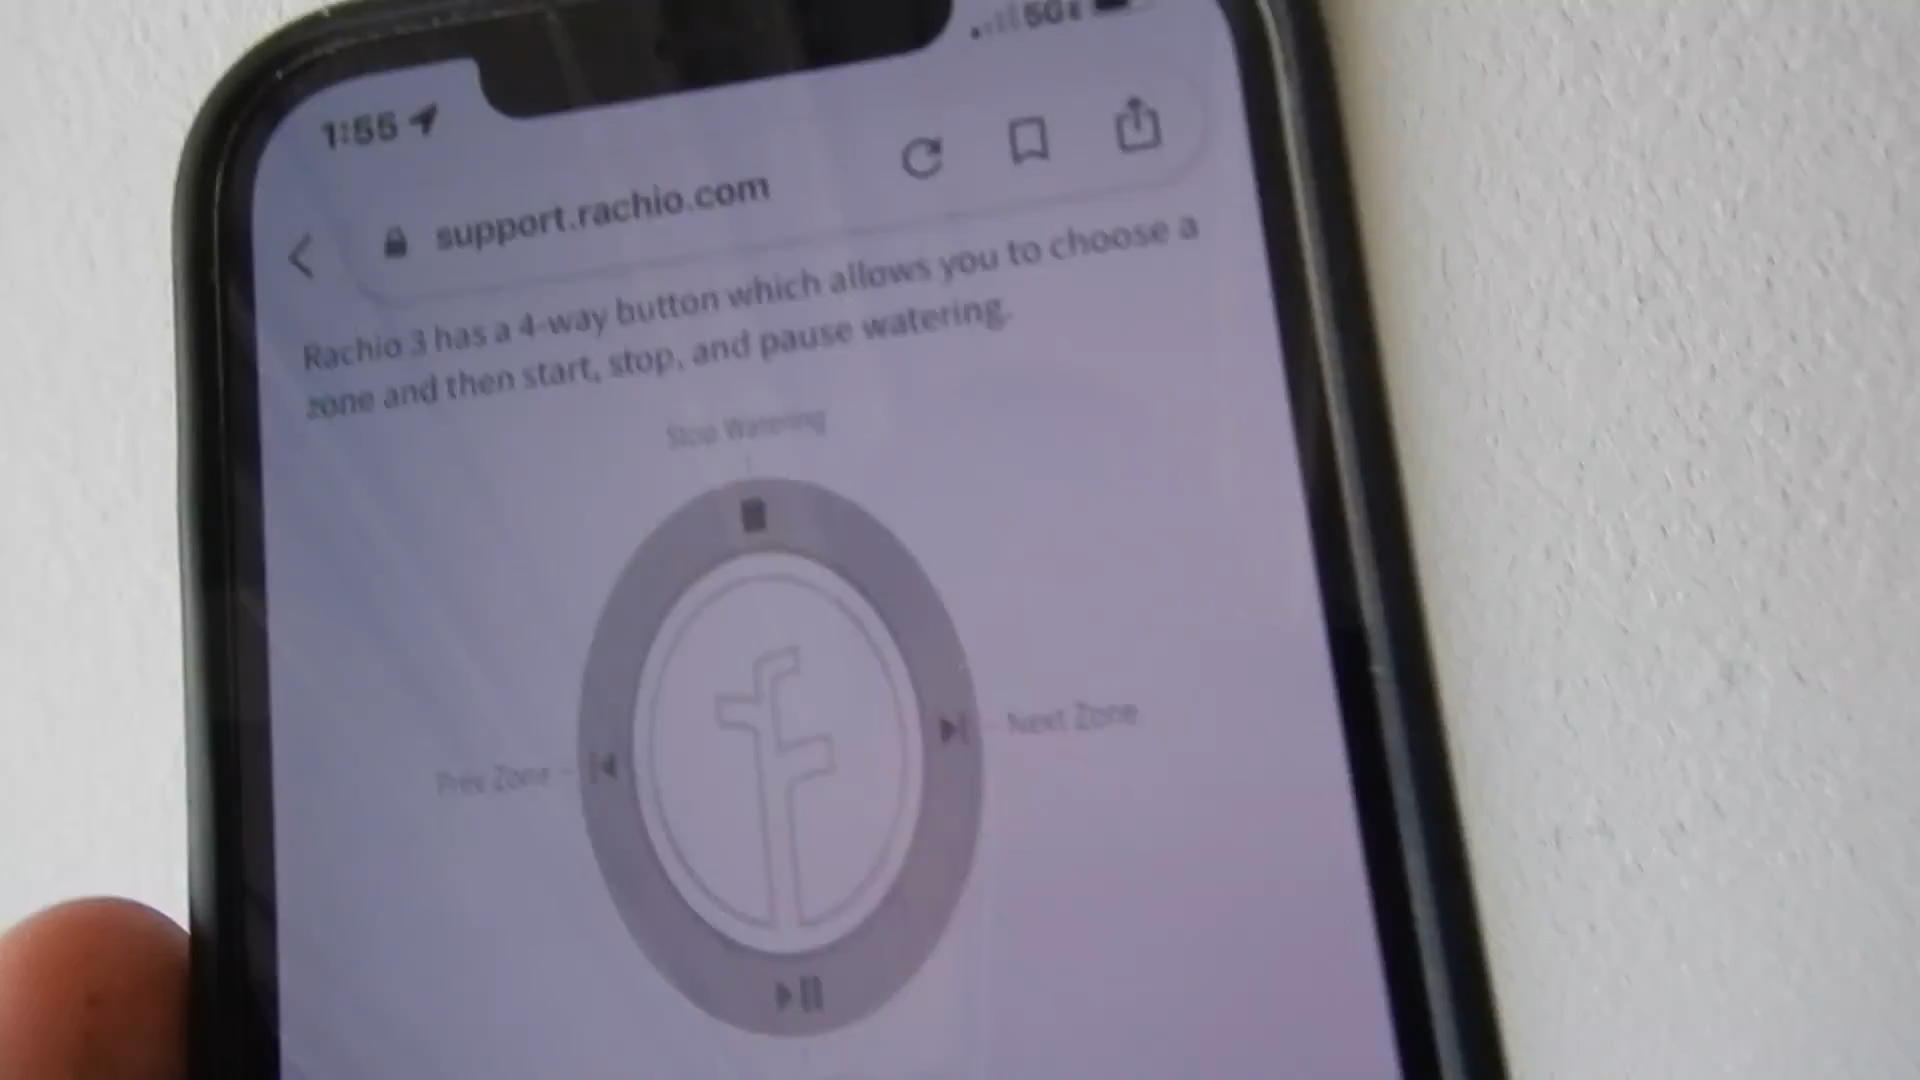 1:55
5GE
support.rachio.com
Rachio 3 has a 4-way button which allows you to choose a
zone and then start, stop, and pause watering.
Stop Watering
Next Zone
Prev Zone